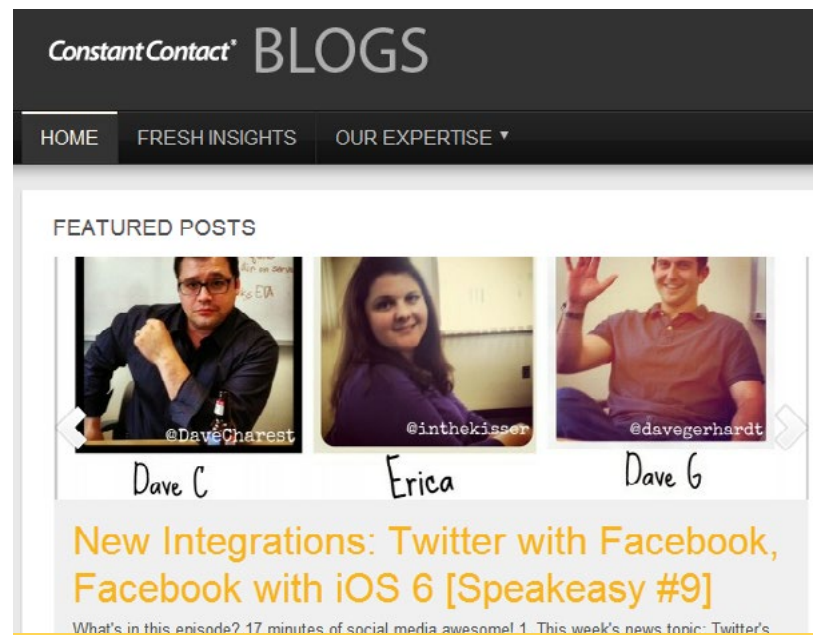 Constant Contact® BLOGS
HOME FRESH INSIGHTS OUR EXPERTISE ▼
FEATURED POSTS
ETA
@DaveCharest @inthekisser @davegerhardt
Dave C Erica Dave G
New Integrations: Twitter with Facebook,
Facebook with iOS 6 [Speakeasy #9]
What's in this episode? 17 minutes of social media awesome! 1. This week's news topic: Twitter's